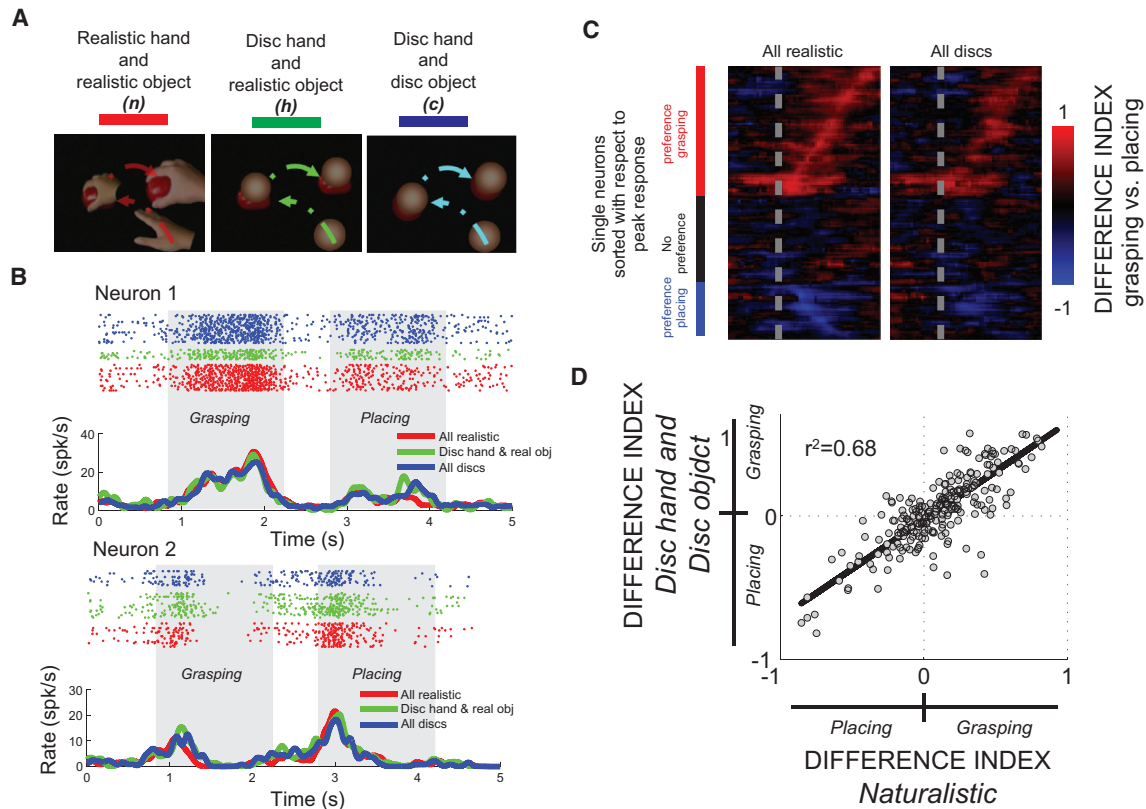 A
Realistic hand
and
realistic object
(n)
Disc hand
and
realistic object
(h)
Disc hand
and
disc object
(c)
B
Neuron 1
Grasping
Placing
All realistic
Disc hand & real obj
All discs
Rate (spk/s)
40
20
0
0
1
2
3
4
5
Time (s)
Neuron 2
Grasping
Placing
All realistic
Disc hand & real obj
All discs
Rate (spk/s)
30
20
10
0
0
1
2
3
4
5
Time (s)
C
All realistic
All discs
Single neurons
sorted with respect to
peak response
preference
grasping
No
preference
preference
placing
1
-1
DIFFERENCE INDEX
grasping vs. placing
D
DIFFERENCE INDEX
Disc hand and
Disc objdct
Grasping
Placing
1
0
-1
r²=0.68
-1
0
1
Placing
Grasping
DIFFERENCE INDEX
Naturalistic